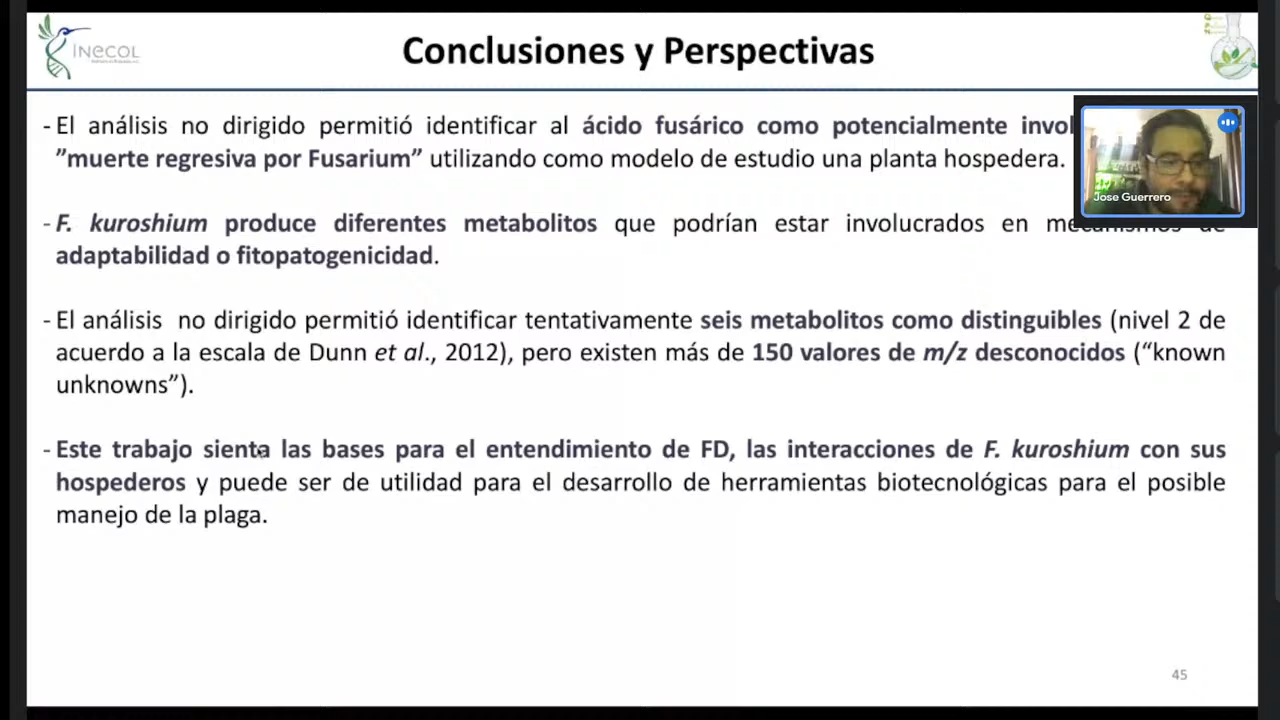 INECOL
Conclusiones y Perspectivas
- El análisis no dirigido permitió identificar al ácido fusárico como potencialmente
”muerte regresiva por Fusarium” utilizando como modelo de estudio una planta hospedera.
Jose Guerrero
- F. kuroshium produce diferentes metabolitos que podrían estar involucrados en mecanismos de
adaptabilidad o fitopatogenicidad.
- El análisis no dirigido permitió identificar tentativamente seis metabolitos como distinguibles (nivel 2 de
acuerdo a la escala de Dunn et al., 2012), pero existen más de 150 valores de m/z desconocidos (“known
unknowns”).
- Este trabajo sienta las bases para el entendimiento de FD, las interacciones de F. kuroshium con sus
hospederos y puede ser de utilidad para el desarrollo de herramientas biotecnológicas para el posible
manejo de la plaga.
45